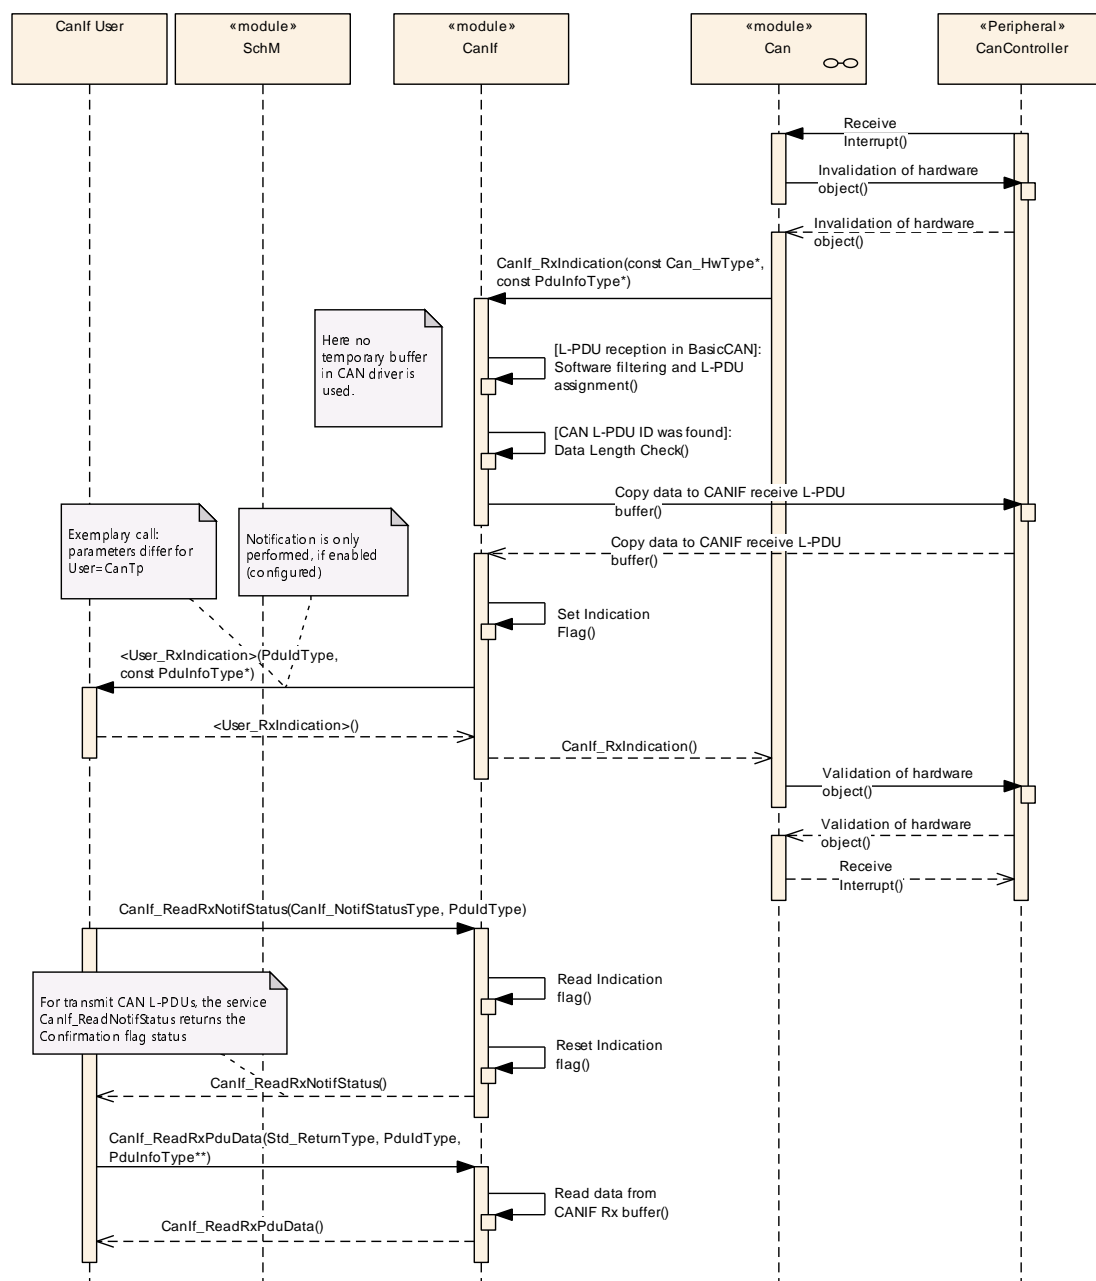 CanIf User
«module»
SchM
«module»
CanIf
«module»
Can
«Peripheral»
CanController
Receive
Interrupt()
Invalidation of hardware
object()
Invalidation of hardware
object()
CanIf_RxIndication(const Can_HwType*,
const PduInfoType*)
Here no
temporary buffer
in CAN driver is
used.
[L-PDU reception in BasicCAN]:
Software filtering and L-PDU
assignment()
[CAN L-PDU ID was found]:
Data Length Check()
Copy data to CANIF receive L-PDU
buffer()
Exemplary call:
parameters differ for
User=CanTp
Notification is only
performed, if enabled
(configured)
Copy data to CANIF receive L-PDU
buffer()
Set Indication
Flag()
<User_RxIndication>(PduIdType,
const PduInfoType*)
<User_RxIndication>()
CanIf_RxIndication()
Validation of hardware
object()
Validation of hardware
object()
Receive
Interrupt()
CanIf_ReadRxNotifStatus(CanIf_NotifStatusType, PduIdType)
Read Indication
flag()
For transmit CAN L-PDUs, the service
CanIf_ReadNotifStatus returns the
Confirmation flag status
Reset Indication
flag()
CanIf_ReadRxNotifStatus()
CanIf_ReadRxPduData(Std_ReturnType, PduIdType,
PduInfoType**)
Read data from
CANIF Rx buffer()
CanIf_ReadRxPduData()